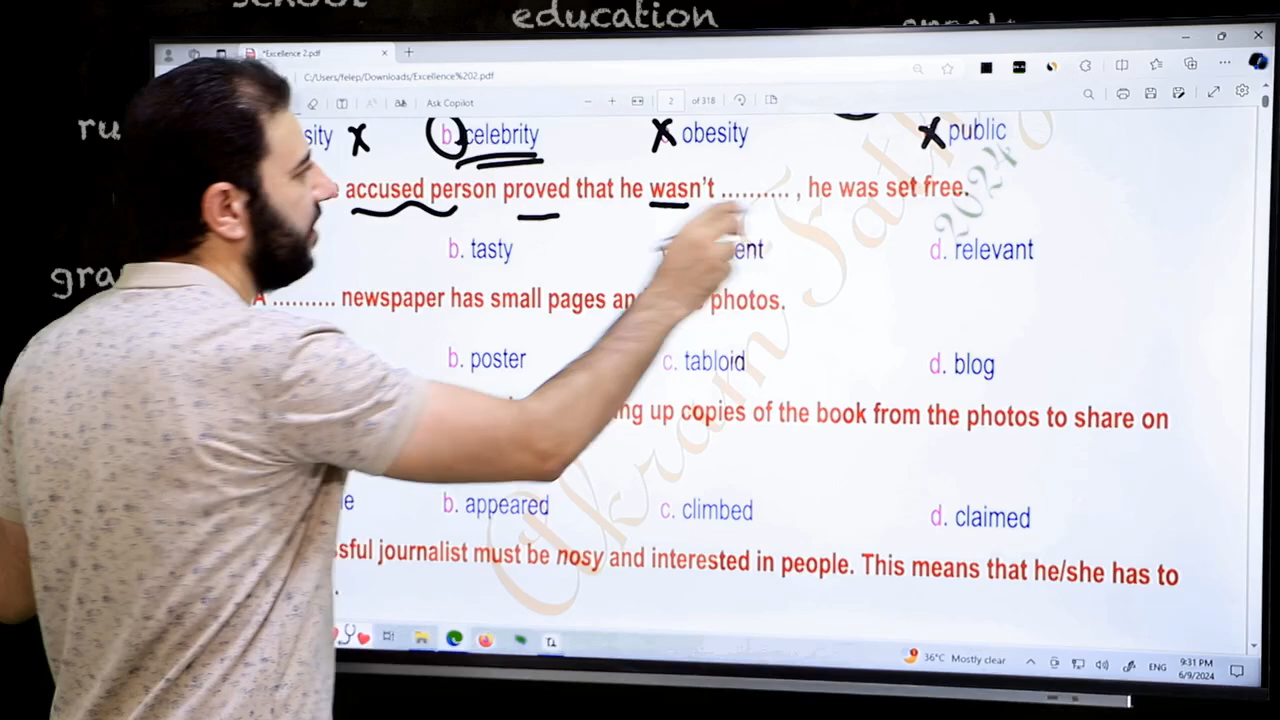 school
education
*Excellence 2.pdf
C:/Users/felep/Downloads/Excellence%202.pdf
Ask Copilot
2 of 318
sity b. celebrity obesity public
accused person proved that he wasn't .........., he was set free.
b. tasty ent d. relevant
A .......... newspaper has small pages an photos.
b. poster c. tabloid d. blog
ng up copies of the book from the photos to share on
e b. appeared c. climbed d. claimed
sful journalist must be nosy and interested in people. This means that he/she has to
.
Akram Fath
2024
36°C Mostly clear
ENG
9:31 PM
6/9/2024